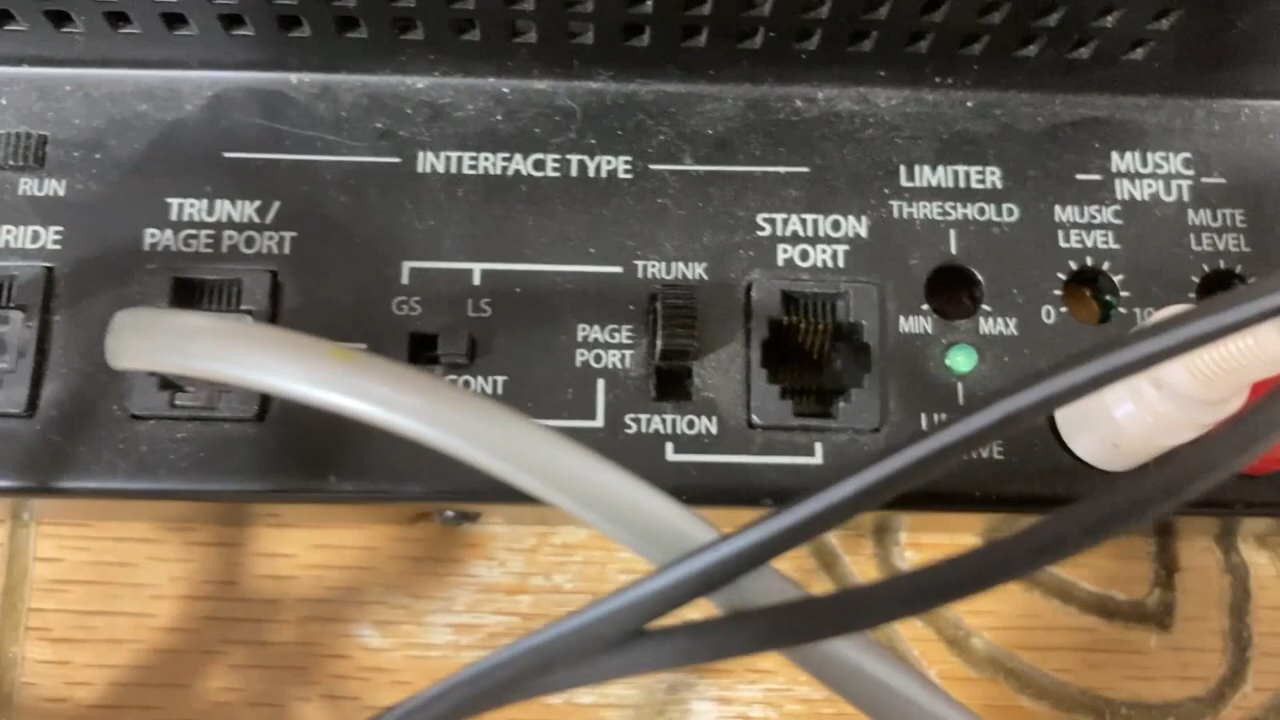 RUN
RIDE
INTERFACE TYPE
TRUNK /
PAGE PORT
GS
LS
CONT
TRUNK
PAGE
PORT
STATION
STATION
PORT
LIMITER
THRESHOLD
MIN
MAX
MUSIC
INPUT
MUSIC
LEVEL
0
10
MUTE
LEVEL